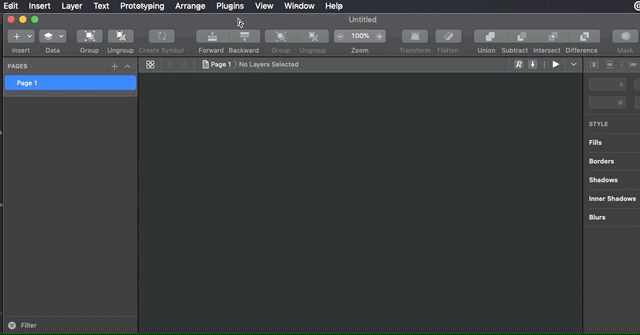 Edit Insert Layer Text Prototyping Arrange Plugins View Window Help
Untitled
Insert Data Group Ungroup Create Symbol Forward Backward Group Ungroup 100% Zoom Transform Flatten Union Subtract Intersect Difference Mask
PAGES
Page 1 No Layers Selected
Page 1
X
W
STYLE
Fills
Borders
Shadows
Inner Shadows
Blurs
Filter